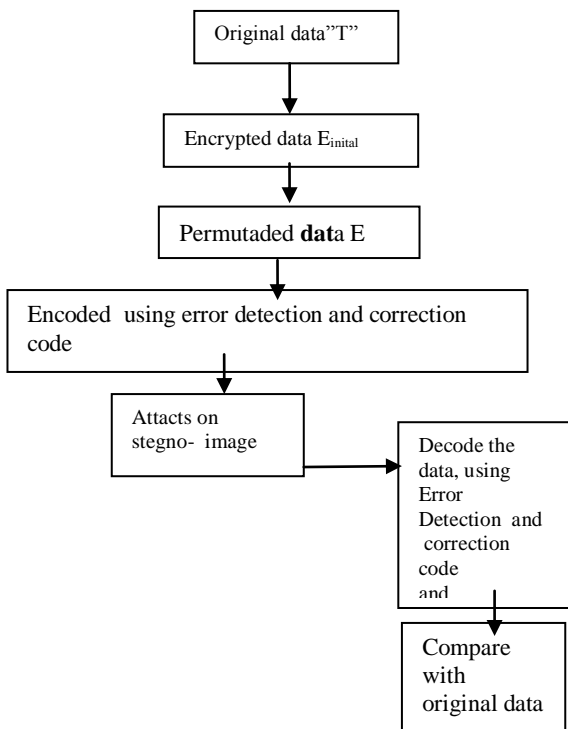 Original data”T”
Encrypted data Einital
Permutaded data E
Encoded using error detection and correction
code
Attacts on
stegno- image
Decode the
data, using
Error
Detection and
correction
code
and
Compare
with
original data